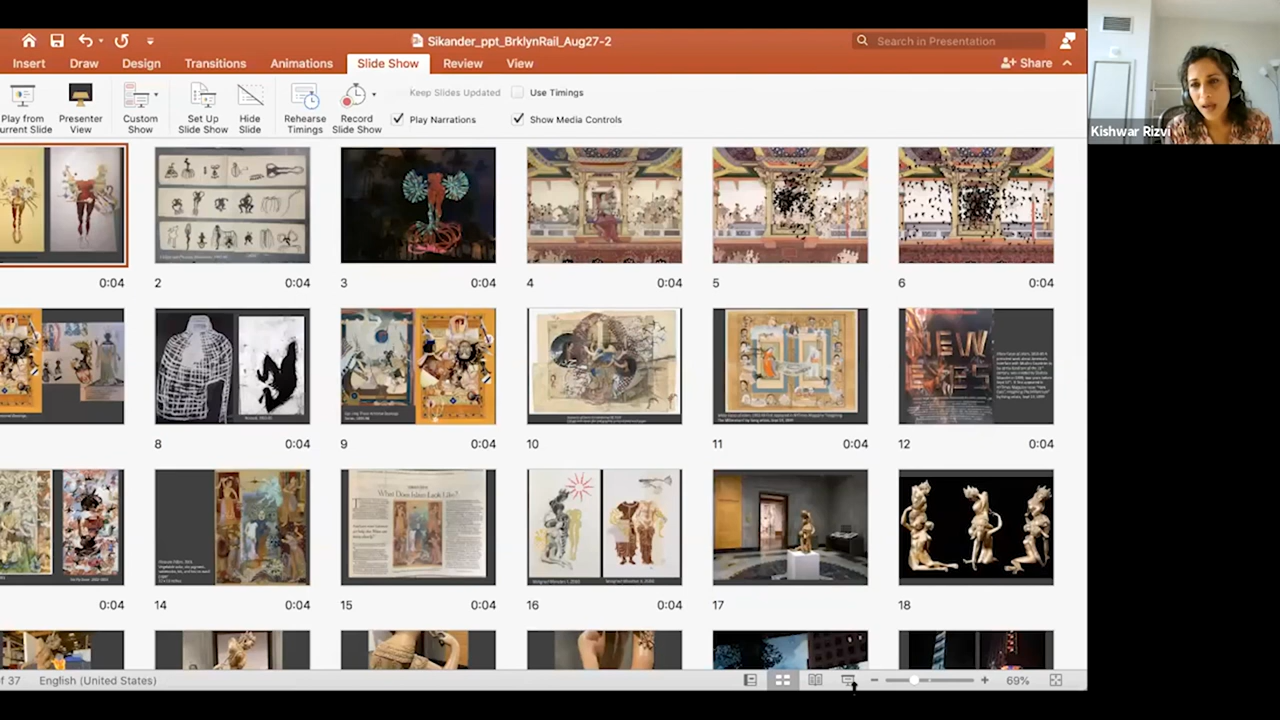 Sikander_ppt_BrklynRail_Aug27-2
Search in Presentation
Insert
Draw
Design
Transitions
Animations
Slide Show
Review
View
Share
Play from
urrent Slide
Presenter
View
Custom
Show
Set Up
Slide Show
Hide
Slide
Rehearse
Timings
Record
Slide Show
Keep Slides Updated
Use Timings
Play Narrations
Show Media Controls
Kishwar Rizvi
0:04
2
0:04
3
0:04
4
0:04
5
0:04
6
0:04
NEW
EYES
8
0:04
9
0:04
10
11
0:04
12
0:04
What Does Islam Look Like?
14
0:04
15
0:04
16
0:04
17
18
of 37
English (United States)
69%